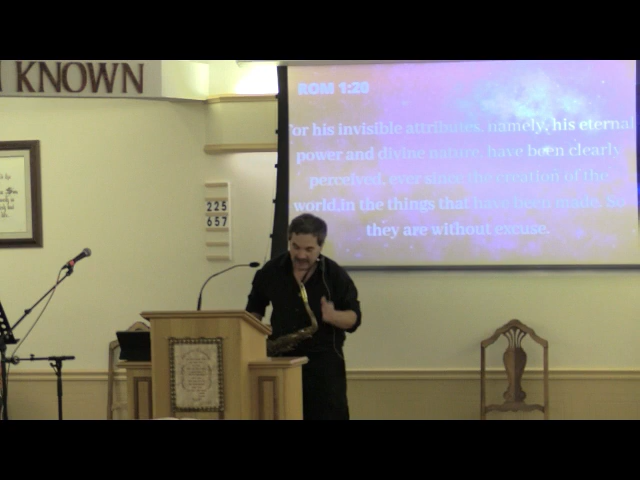 KNOWN
ROM 1:20
or his invisible attributes, namely, his eternal
power and divine nature, have been clearly
perceived, ever since the creation of the
world,in the things that have been made. So
they are without excuse.
225
657